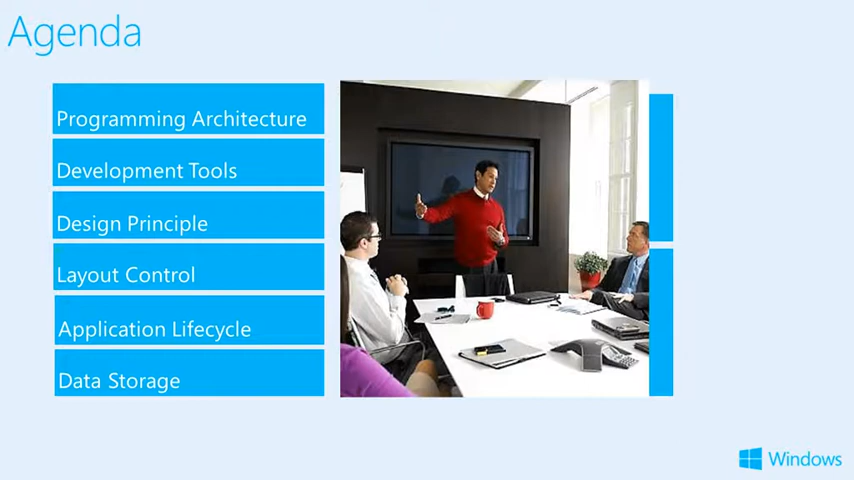 Agenda
Programming Architecture
Development Tools
Design Principle
Layout Control
Application Lifecycle
Data Storage
Windows